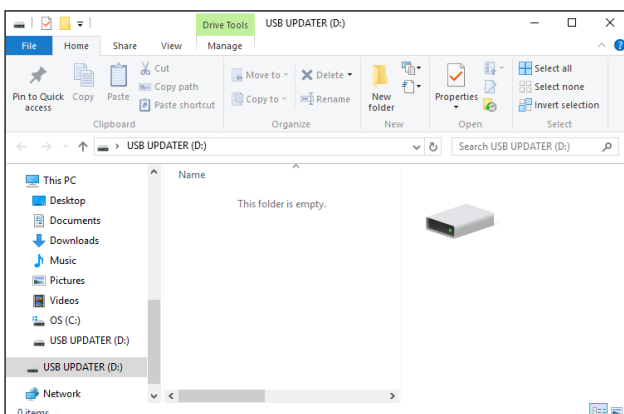 Drive Tools USB UPDATER (D:)
File Home Share View Manage
Pin to Quick access
Copy
Paste
Cut
Copy path
Paste shortcut
Move to
Copy to
Delete
Rename
New folder
Properties
Select all
Select none
Invert selection
Clipboard Organize New Open Select
USB UPDATER (D:) Search USB UPDATER (D:)
This PC
Desktop
Documents
Downloads
Music
Pictures
Videos
OS (C:)
USB UPDATER (D:)
USB UPDATER (D:)
Network
Name
This folder is empty.
0 items